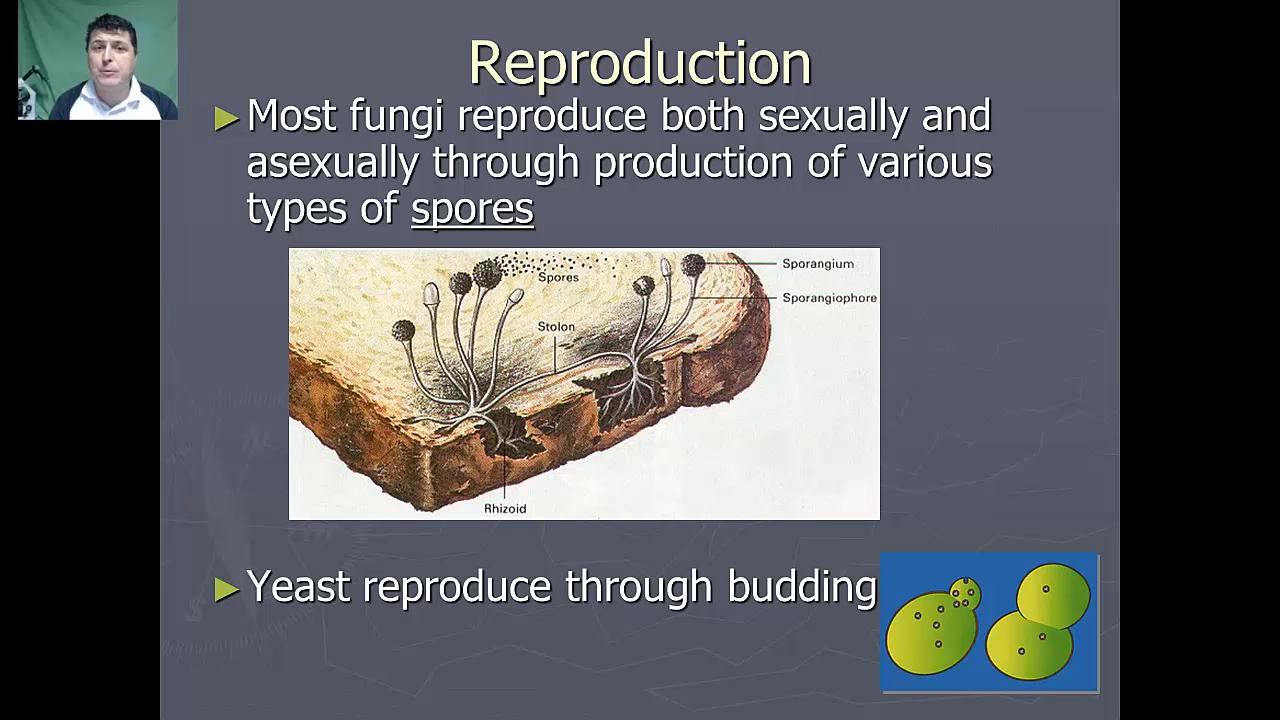 Reproduction
►Most fungi reproduce both sexually and
asexually through production of various
types of spores
Sporangium
Spores
Sporangiophore
Stolon
Rhizoid
►Yeast reproduce through budding